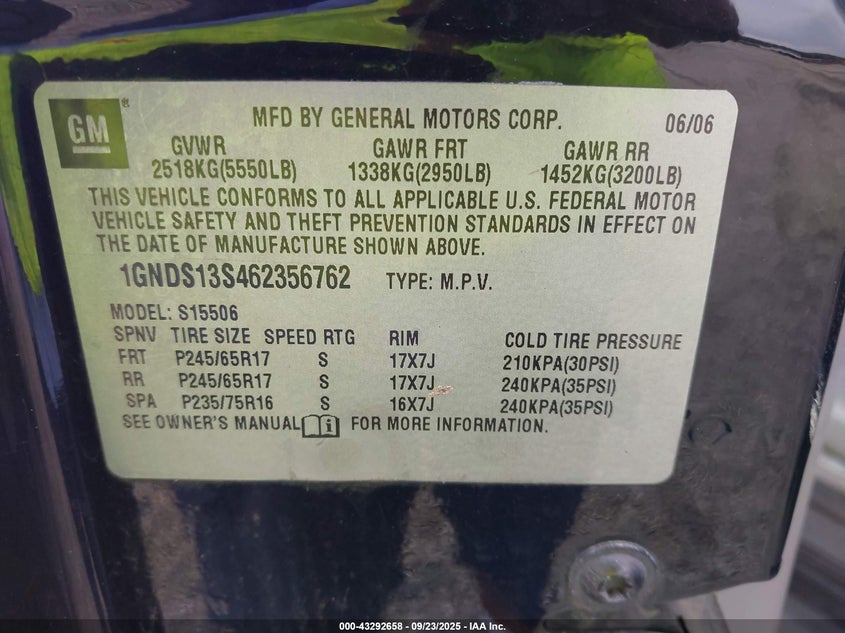 GM ®
MFD BY GENERAL MOTORS CORP. 06/06
GVWR GAWR FRT GAWR RR
2518KG(5550LB) 1338KG(2950LB) 1452KG(3200LB)
THIS VEHICLE CONFORMS TO ALL APPLICABLE U.S. FEDERAL MOTOR
VEHICLE SAFETY AND THEFT PREVENTION STANDARDS IN EFFECT ON
THE DATE OF MANUFACTURE SHOWN ABOVE.
1GNDS13S462356762 TYPE: M.P.V.
MODEL: S15506
SPNV TIRE SIZE SPEED RTG RIM COLD TIRE PRESSURE
FRT P245/65R17 S 17X7J 210KPA(30PSI)
RR P245/65R17 S 17X7J 240KPA(35PSI)
SPA P235/75R16 S 16X7J 240KPA(35PSI)
SEE OWNER'S MANUAL i FOR MORE INFORMATION.
000-43292658 - 09/23/2025 - IAA Inc.